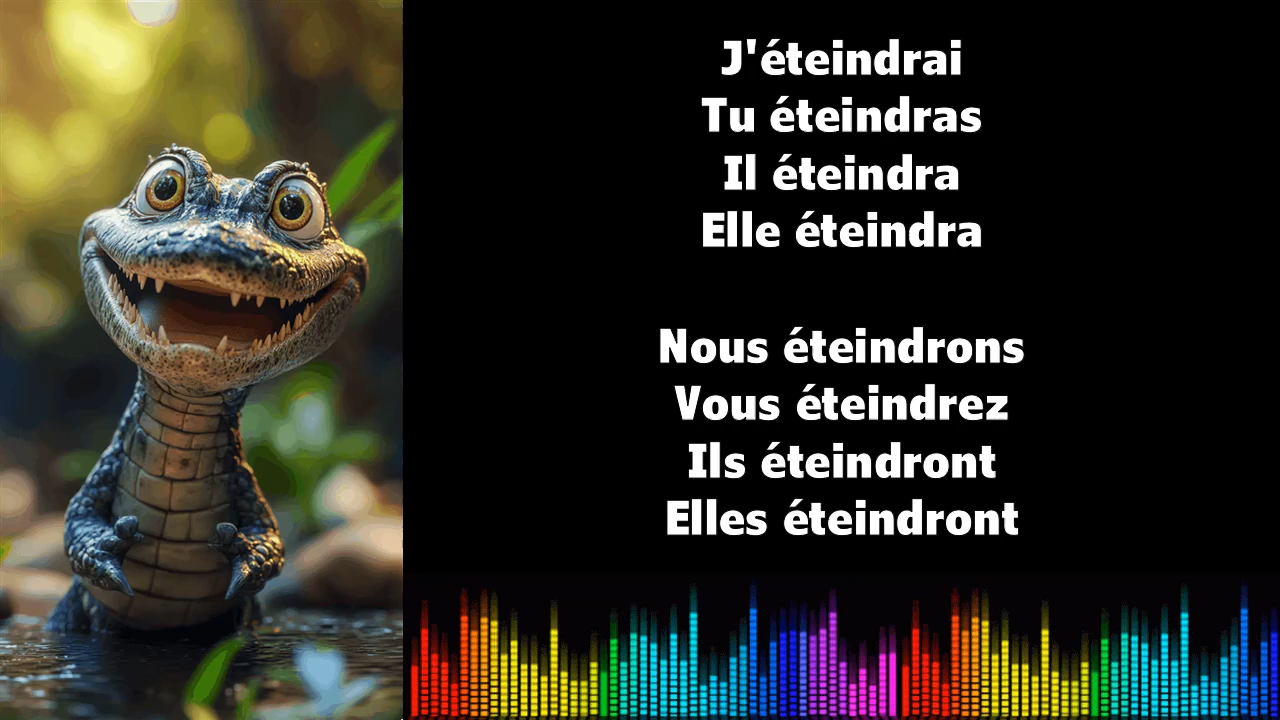 J'éteindrai
Tu éteindras
Il éteindra
Elle éteindra
Nous éteindrons
Vous éteindrez
Ils éteindront
Elles éteindront